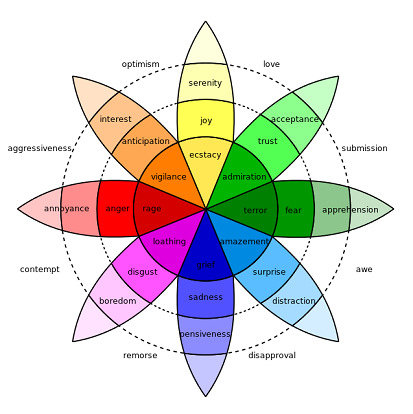 optimism
love
serenity
interest
joy
acceptance
anticipation
trust
aggressiveness
submission
ecstacy
vigilance
admiration
annoyance
anger
rage
terror
fear
apprehension
loathing
amazement
grief
disgust
surprise
contempt
awe
boredom
sadness
distraction
pensiveness
remorse
disapproval